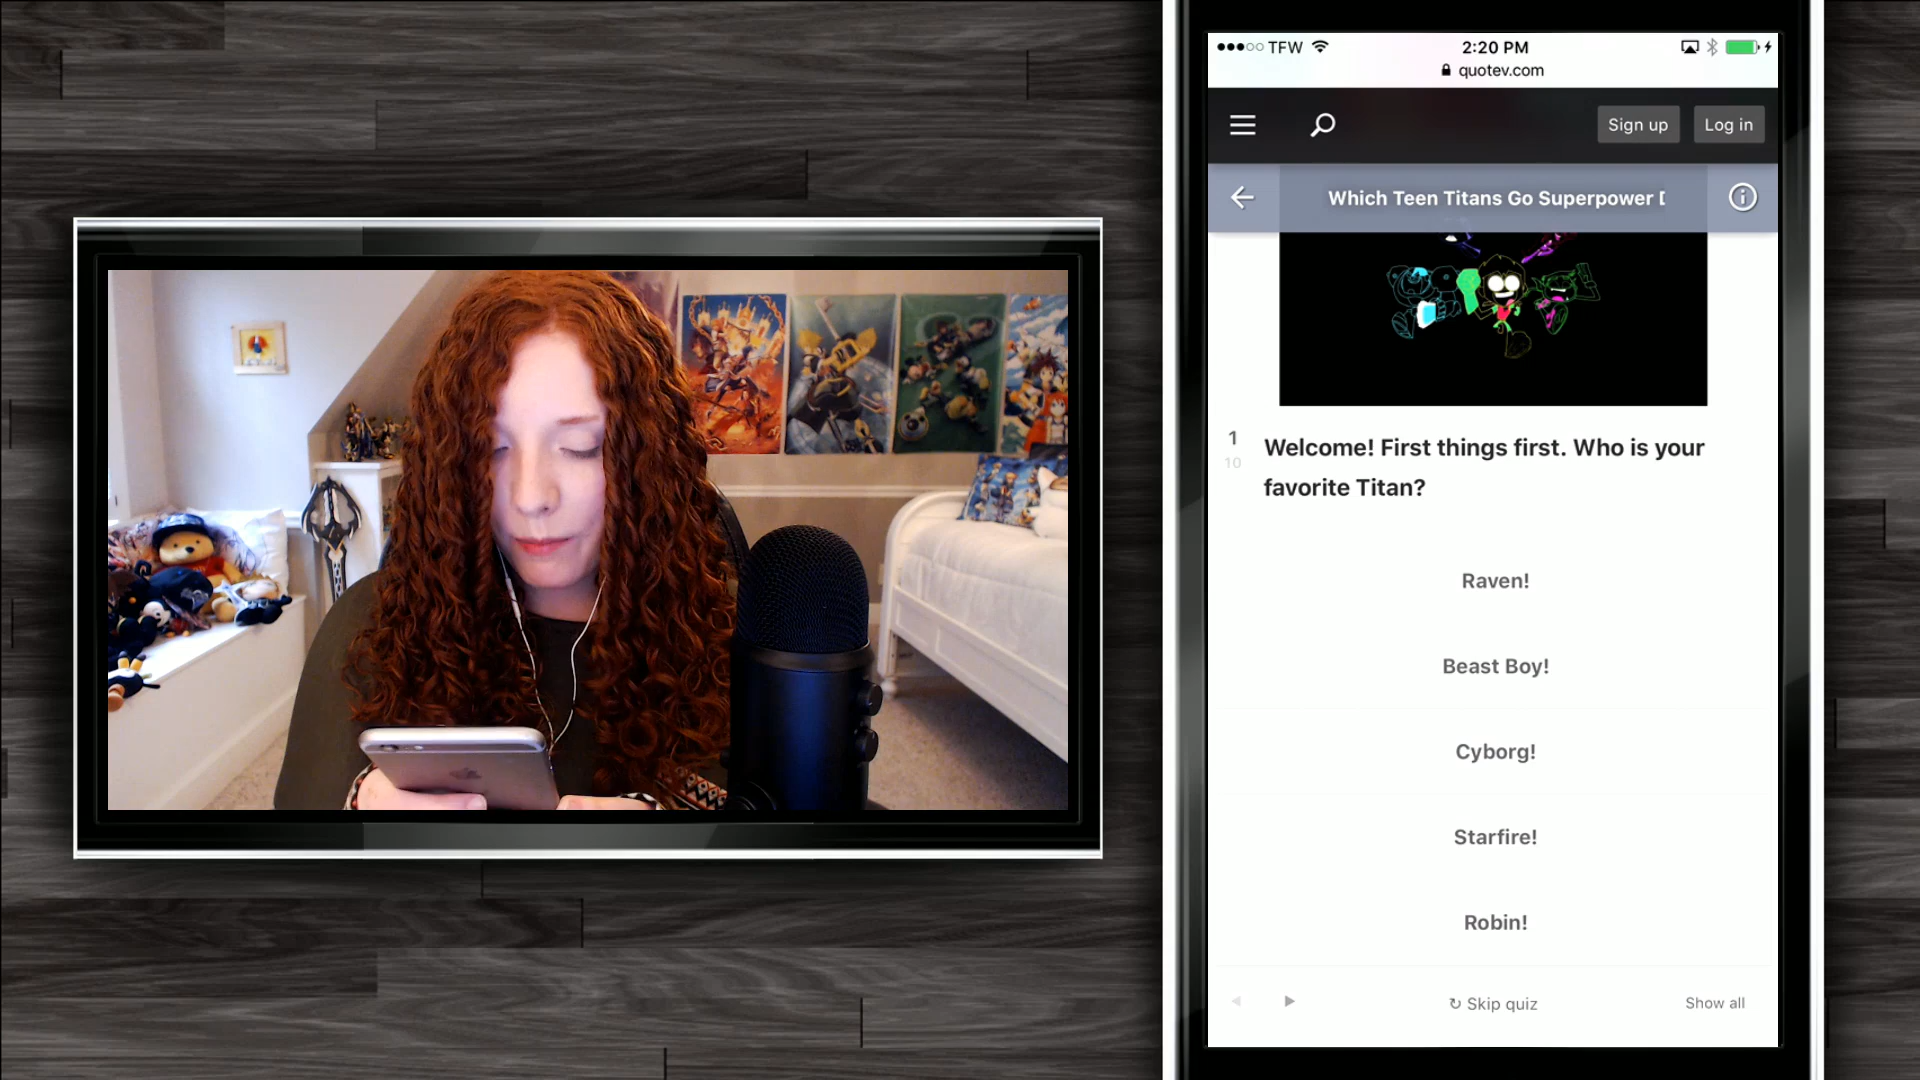 TFW
2:20 PM
quotev.com
Sign up
Log in
Which Teen Titans Go Superpower
1
10
Welcome! First things first. Who is your
favorite Titan?
Raven!
Beast Boy!
Cyborg!
Starfire!
Robin!
Skip quiz
Show all